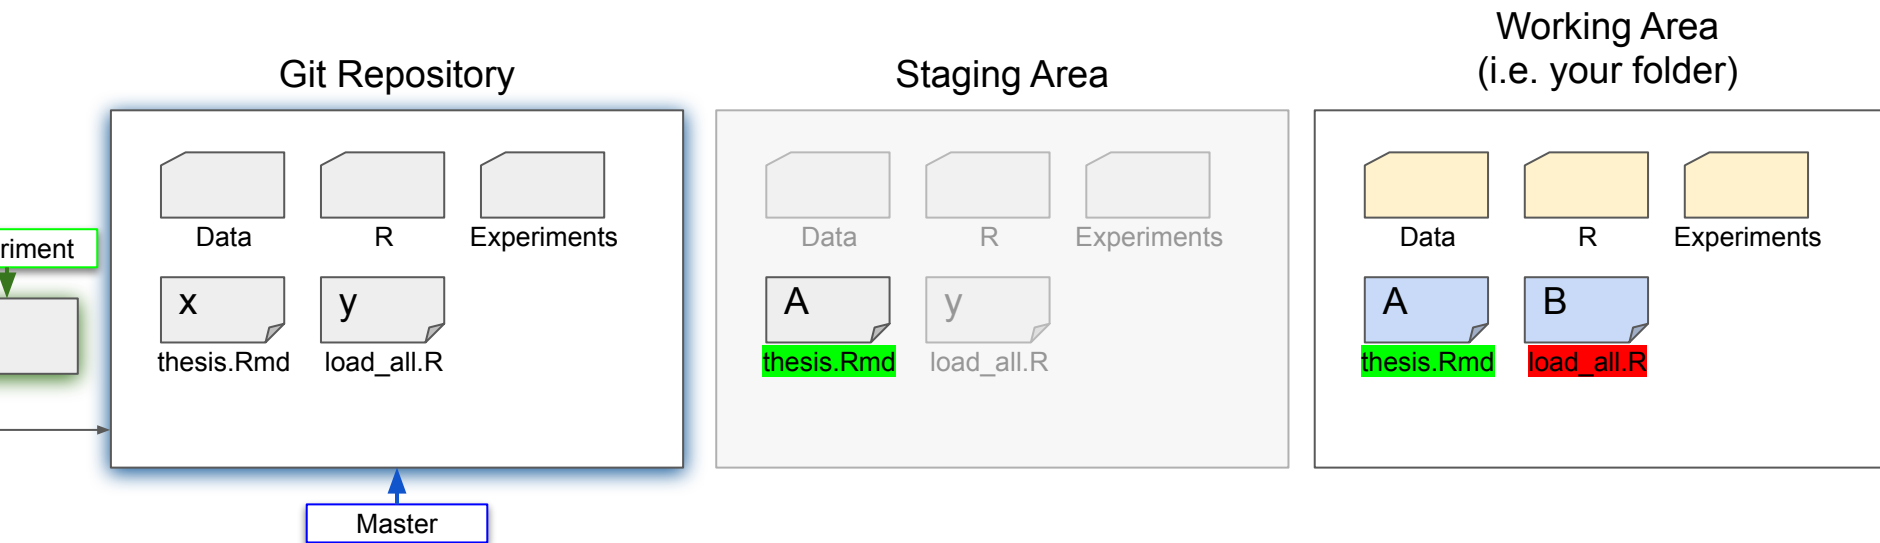 Git Repository
Staging Area
Working Area
(i.e. your folder)
Data
R
Experiments
Data
R
Experiments
Data
R
Experiments
riment
x
y
A
y
A
B
thesis.Rmd
load_all.R
thesis.Rmd
load_all.R
thesis.Rmd
load_all.R
Master